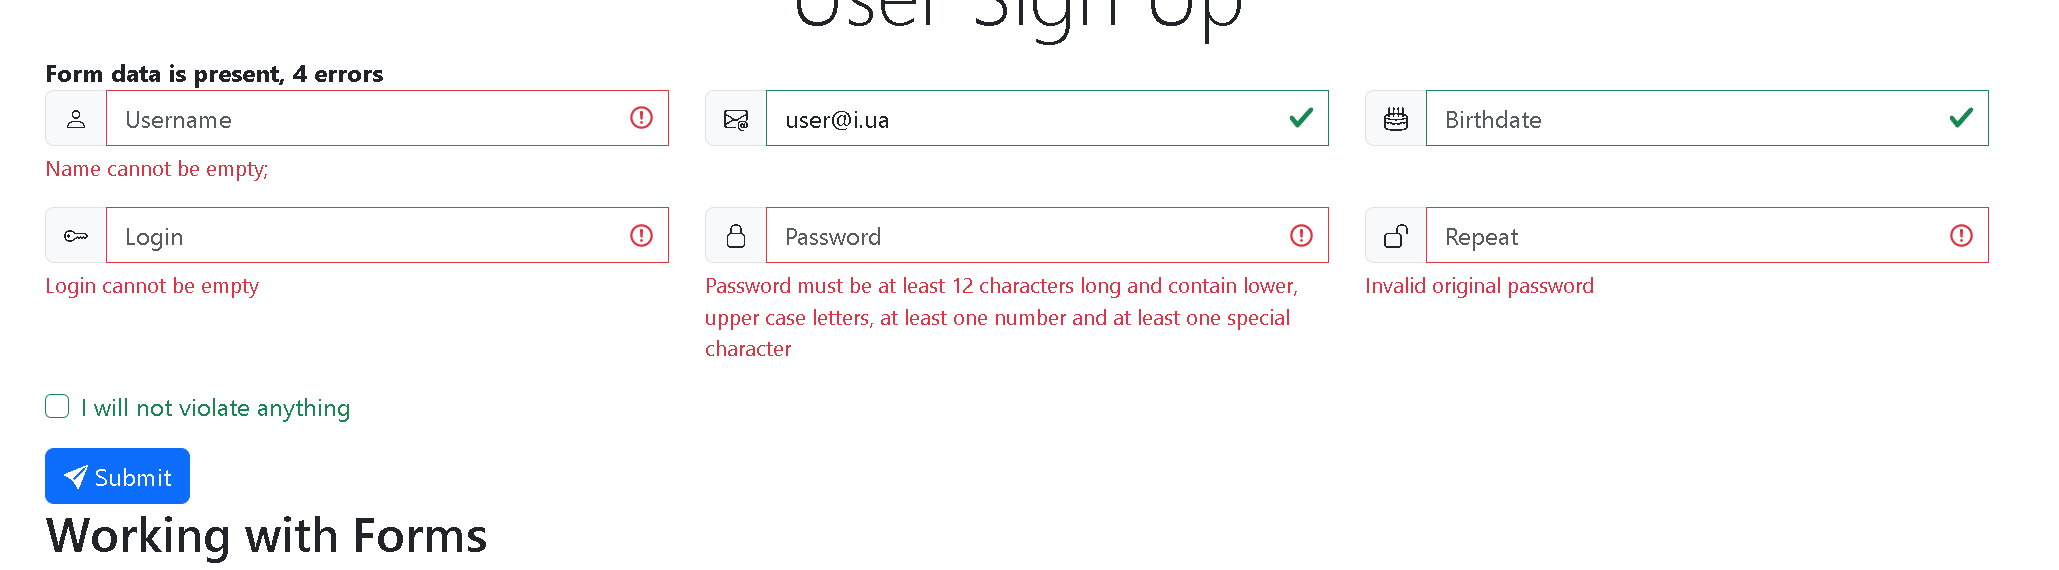 User Sign Up
Form data is present, 4 errors
Username
user@i.ua
Birthdate
Name cannot be empty;
Login
Password
Repeat
Login cannot be empty
Password must be at least 12 characters long and contain lower,
upper case letters, at least one number and at least one special
character
Invalid original password
I will not violate anything
Submit
Working with Forms